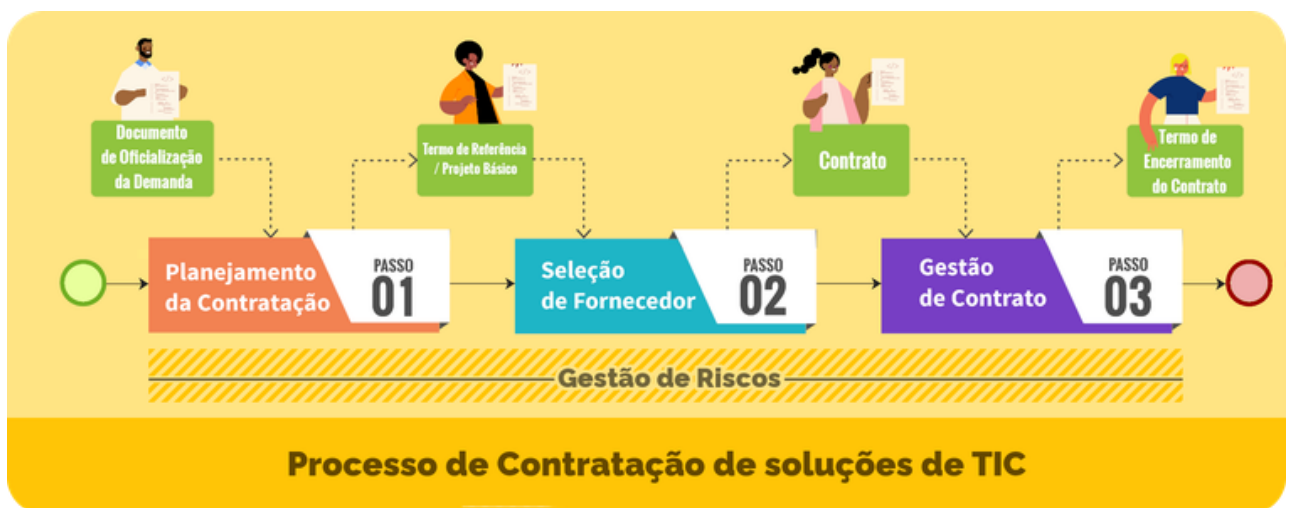 Documento
de Oficialização
da Demanda
Termo de Referência
/ Projeto Básico
Contrato
Termo de
Encerramento
do Contrato
Planejamento
da Contratação
PASSO
01
Seleção
de Fornecedor
PASSO
02
Gestão
de Contrato
PASSO
03
Gestão de Riscos
Processo de Contratação de soluções de TIC